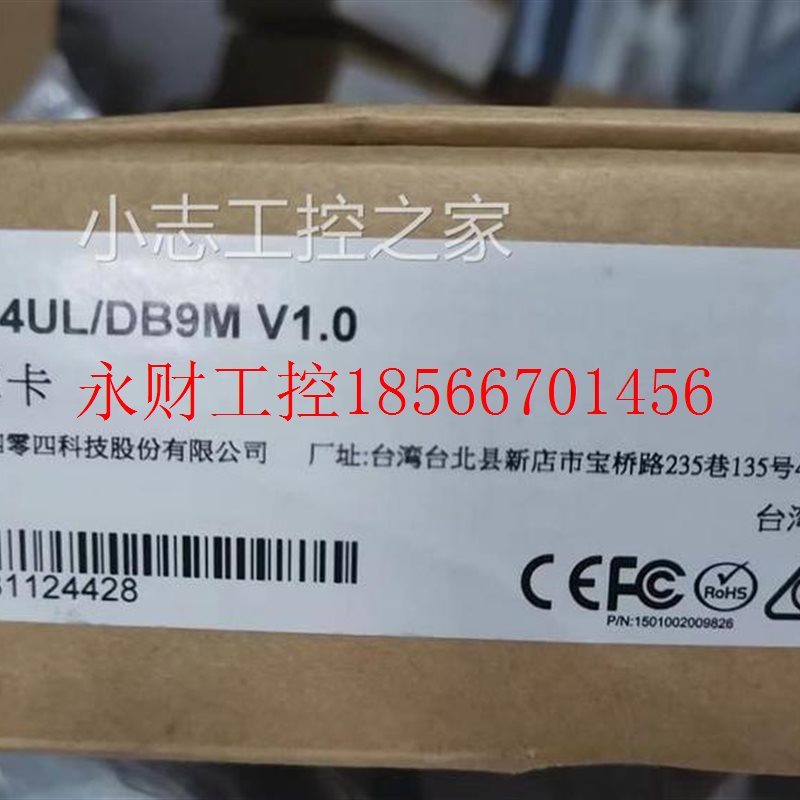 小志工控之家
4UL/DB9M V1.0
卡
永财工控18566701456
零四科技股份有限公司 厂址:台湾台北县新店市宝桥路235巷135号4
台湾
31124428
CE FC RoHS
P/N:1501002009826